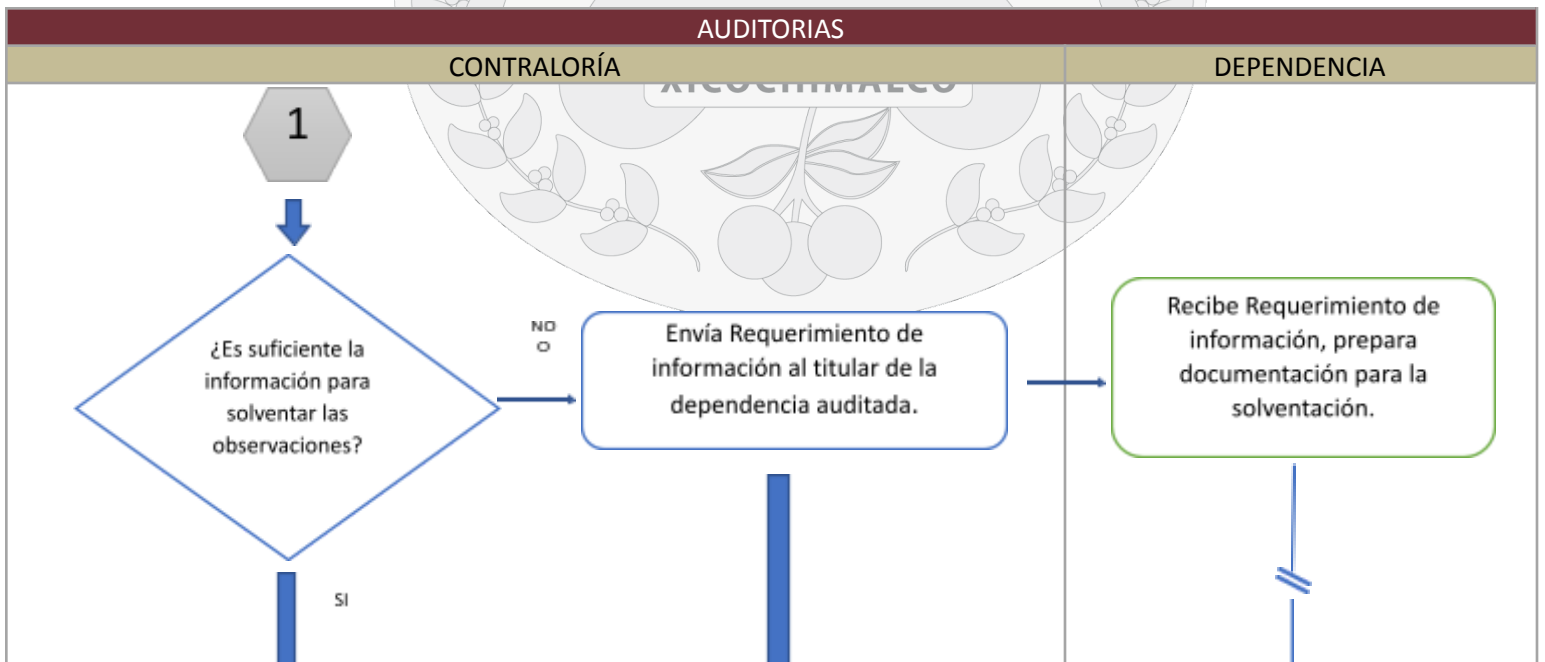 AUDITORIAS
CONTRALORÍA
DEPENDENCIA
XICOCHIMALCO
1
¿Es suficiente la
información para
solventar las
observaciones?
NO
O
Envía Requerimiento de
información al titular de la
dependencia auditada.
Recibe Requerimiento de
información, prepara
documentación para la
solventación.
SI